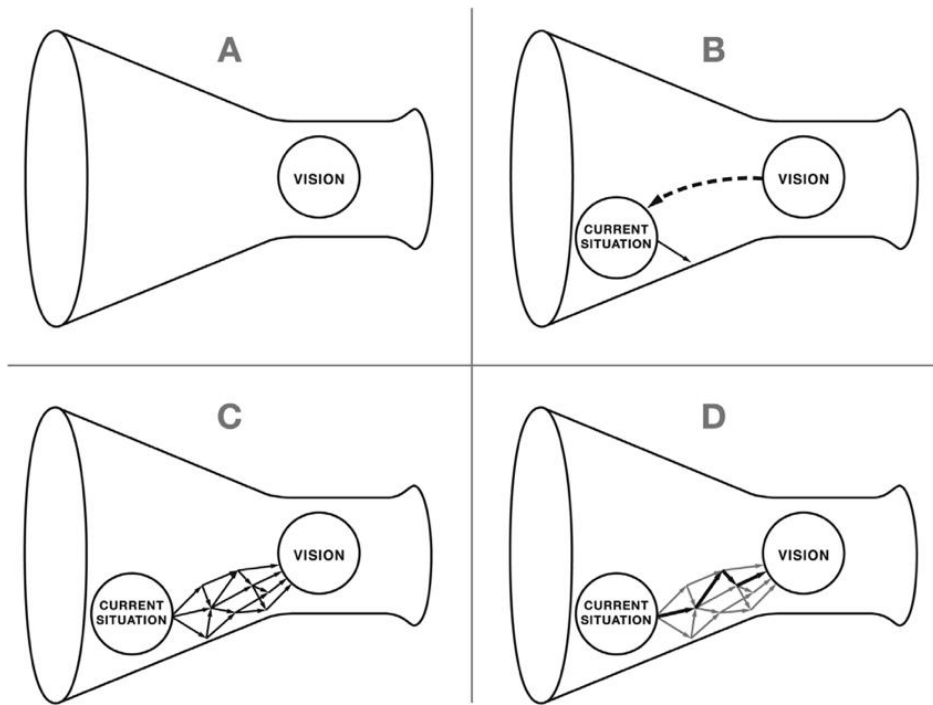 A
VISION
B
VISION
CURRENT
SITUATION
C
VISION
CURRENT
SITUATION
D
VISION
CURRENT
SITUATION